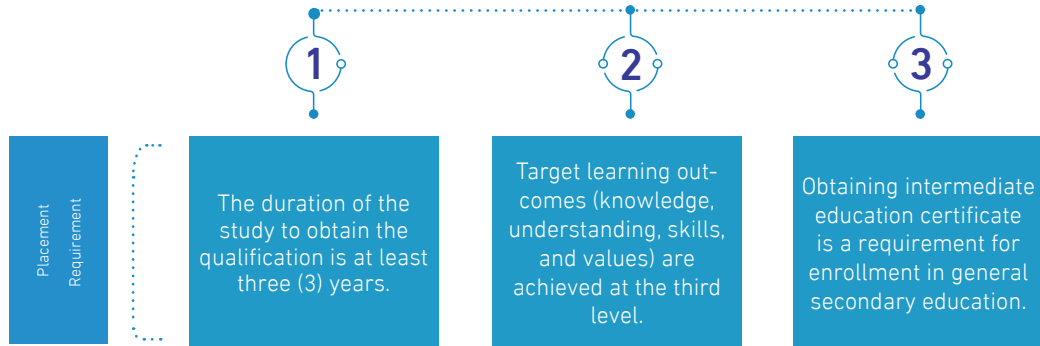 1
2
3
Placement
Requirement
The duration of the
study to obtain the
qualification is at least
three (3) years.
Target learning out-
comes (knowledge,
understanding, skills,
and values) are
achieved at the third
level.
Obtaining intermediate
education certificate
is a requirement for
enrollment in general
secondary education.